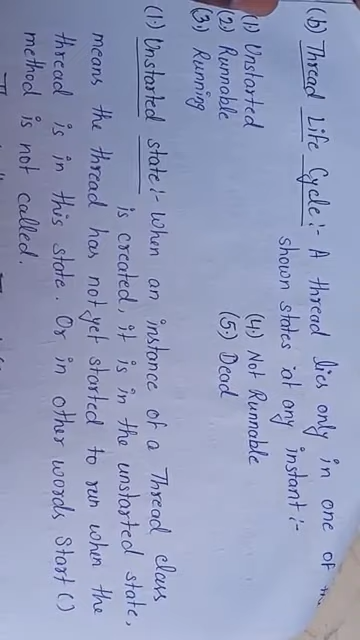 (b) Thread Life Cycle :- A thread lies only in one of
shown states at any instant :-
(1) Unstarted (4.) Not Runnable
(2) Runnable (5.) Dead
(3) Running
(1.) Unstarted state :- When an instance of a Thread class
is created, it is in the unstarted state,
means the thread has not yet started to run when the
thread is in this state. Or in other words Start ()
method is not called.